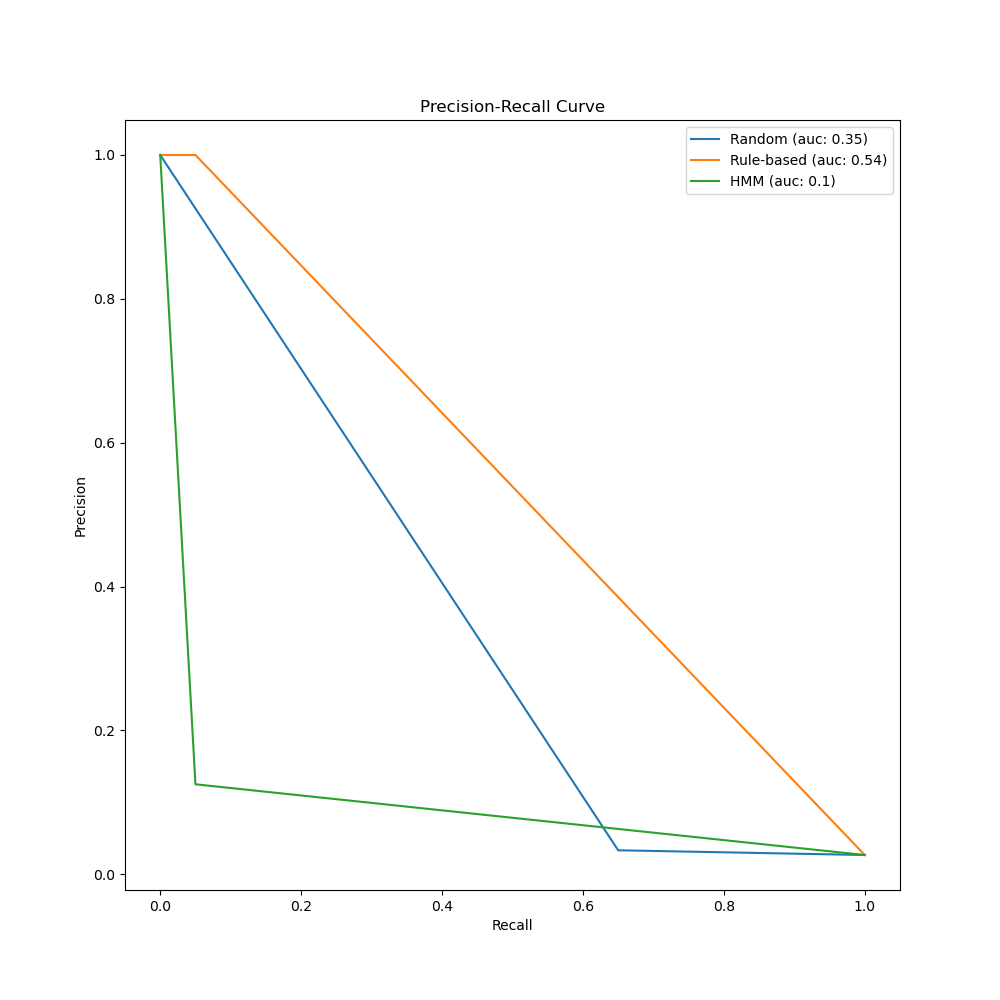 Precision-Recall Curve
Random (auc: 0.35)
Rule-based (auc: 0.54)
HMM (auc: 0.1)
Precision
1.0
0.8
0.6
0.4
0.2
0.0
0.0 0.2 0.4 0.6 0.8 1.0
Recall